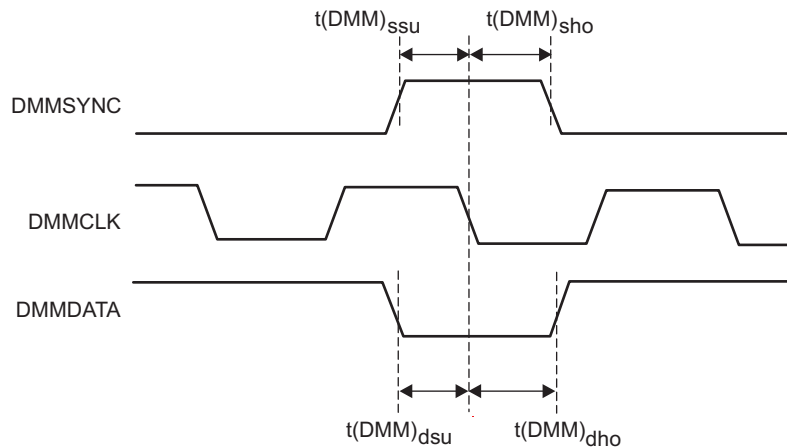 t(DMM)ssu
t(DMM)sho
DMMSYNC
DMMCLK
DMMDATA
t(DMM)dsu
t(DMM)dho